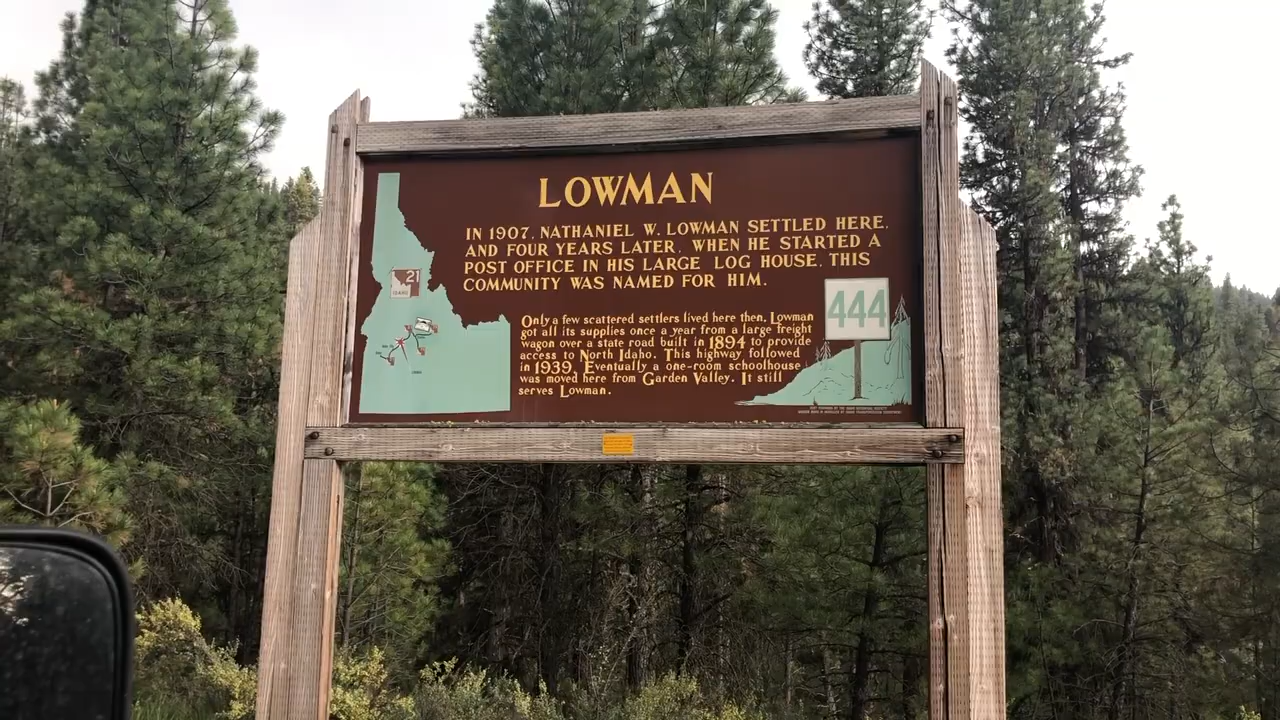 LOWMAN
IN 1907, NATHANIEL W. LOWMAN SETTLED HERE,
AND FOUR YEARS LATER, WHEN HE STARTED A
POST OFFICE IN HIS LARGE LOG HOUSE, THIS
COMMUNITY WAS NAMED FOR HIM.
21
IDAHO
444
Only a few scattered settlers lived here then. Lowman
got all its supplies once a year from a large freight
wagon over a state road built in 1894 to provide
access to North Idaho. This highway followed
in 1939. Eventually a one-room schoolhouse
was moved here from Garden Valley. It still
serves Lowman.